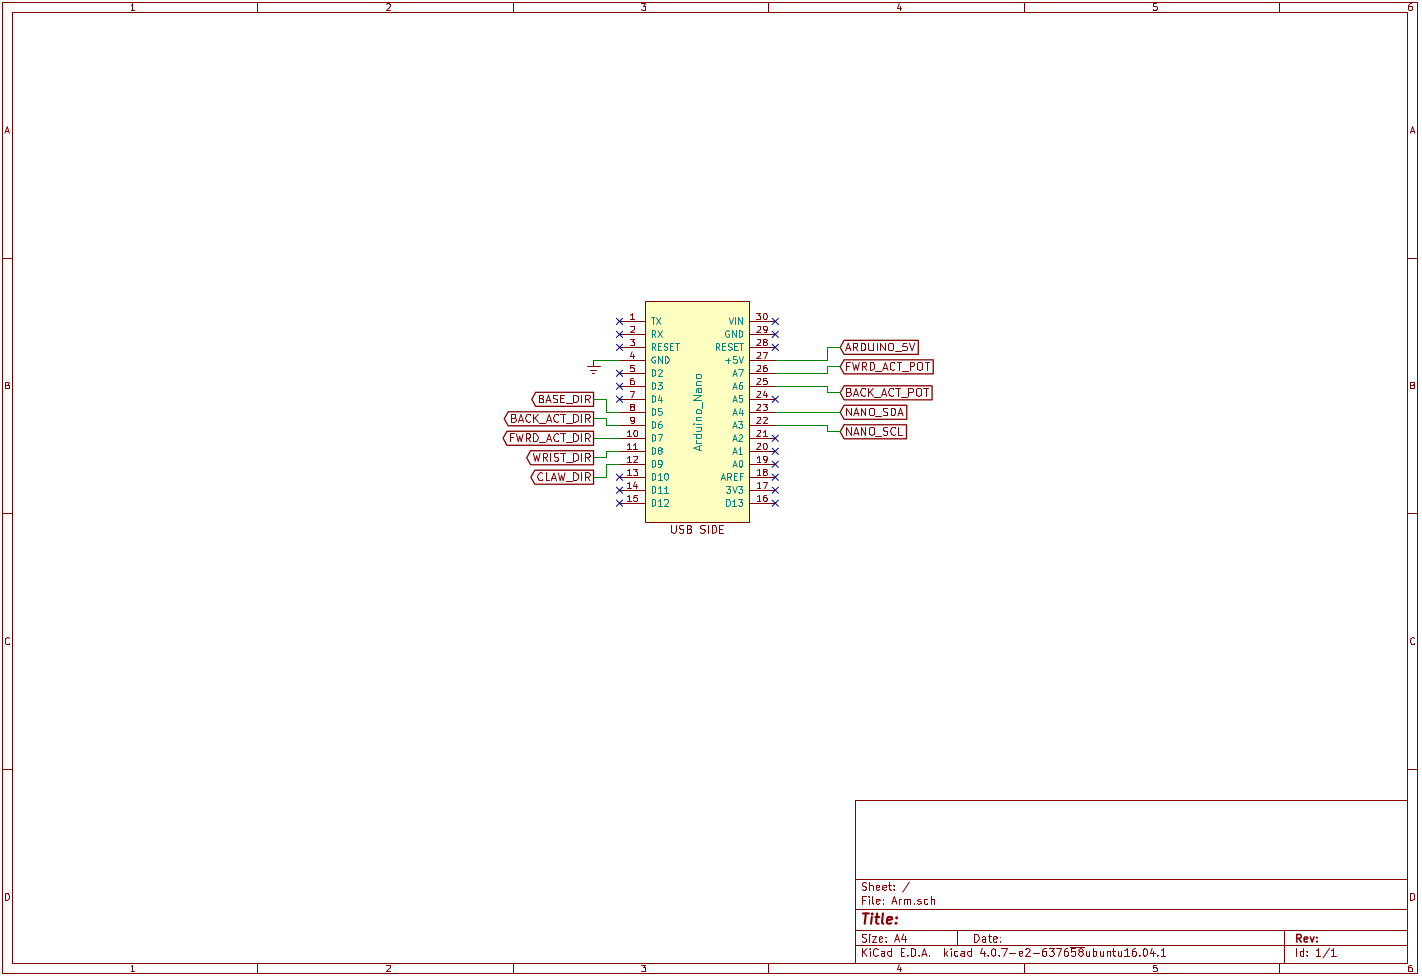 1 2 3 4 5 6
A A
1 TX VIN 30
2 RX GND 29
3 RESET RESET 28
ARDUINO_5V
4 GND +5V 27
FWRD_ACT_POT
5 D2 A7 26
B B
6 D3 A6 25
BACK_ACT_POT
BASE_DIR 7 D4 A5 24
8 D5 A4 23 NANO_SDA
BACK_ACT_DIR 9 D6 A3 22
NANO_SCL
FWRD_ACT_DIR 10 D7 A2 21
11 D8 A1 20
WRIST_DIR
12 D9 A0 19
CLAW_DIR 13 D10 AREF 18
14 D11 3V3 17
15 D12 D13 16
Arduino_Nano
USB SIDE
C C
Sheet: /
File: Arm.sch
D D
Title:
Size: A4 Date: Rev:
KiCad E.D.A. kicad 4.0.7-e2-637658ubuntu16.04.1 Id: 1/1
1 2 3 4 5 6